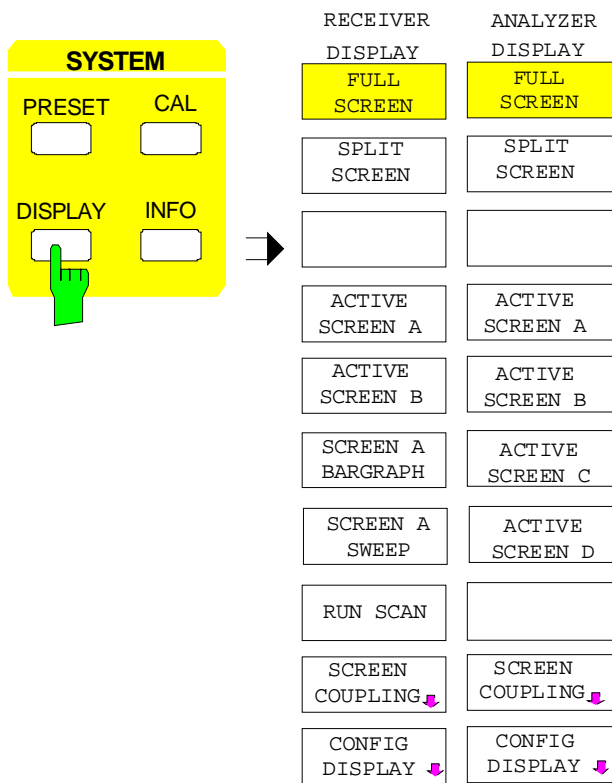 SYSTEM
PRESET
CAL
DISPLAY
INFO
RECEIVER
DISPLAY
FULL
SCREEN
SPLIT
SCREEN
ACTIVE
SCREEN A
ACTIVE
SCREEN B
SCREEN A
BARGRAPH
SCREEN A
SWEEP
RUN SCAN
SCREEN
COUPLING
CONFIG
DISPLAY
ANALYZER
DISPLAY
FULL
SCREEN
SPLIT
SCREEN
ACTIVE
SCREEN A
ACTIVE
SCREEN B
ACTIVE
SCREEN C
ACTIVE
SCREEN D
SCREEN
COUPLING
CONFIG
DISPLAY